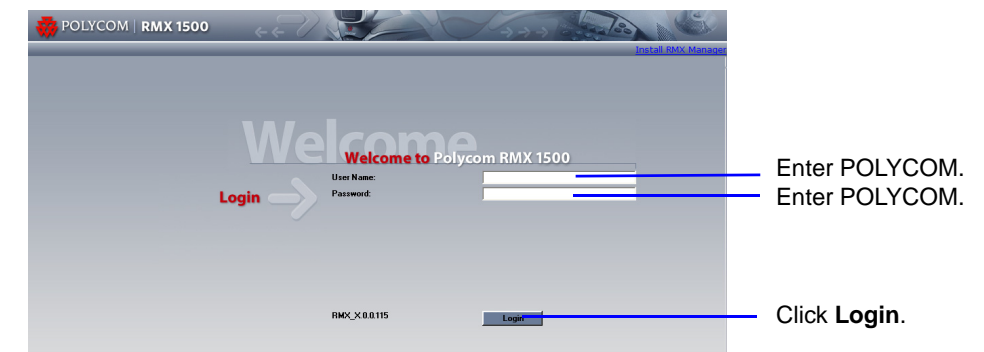 POLYCOM | RMX 1500
Install RMX Manager
Welcome
Welcome to Polycom RMX 1500
User Name:
Enter POLYCOM.
Login
Password:
Enter POLYCOM.
RMX_X.0.0.115
Login
Click Login.